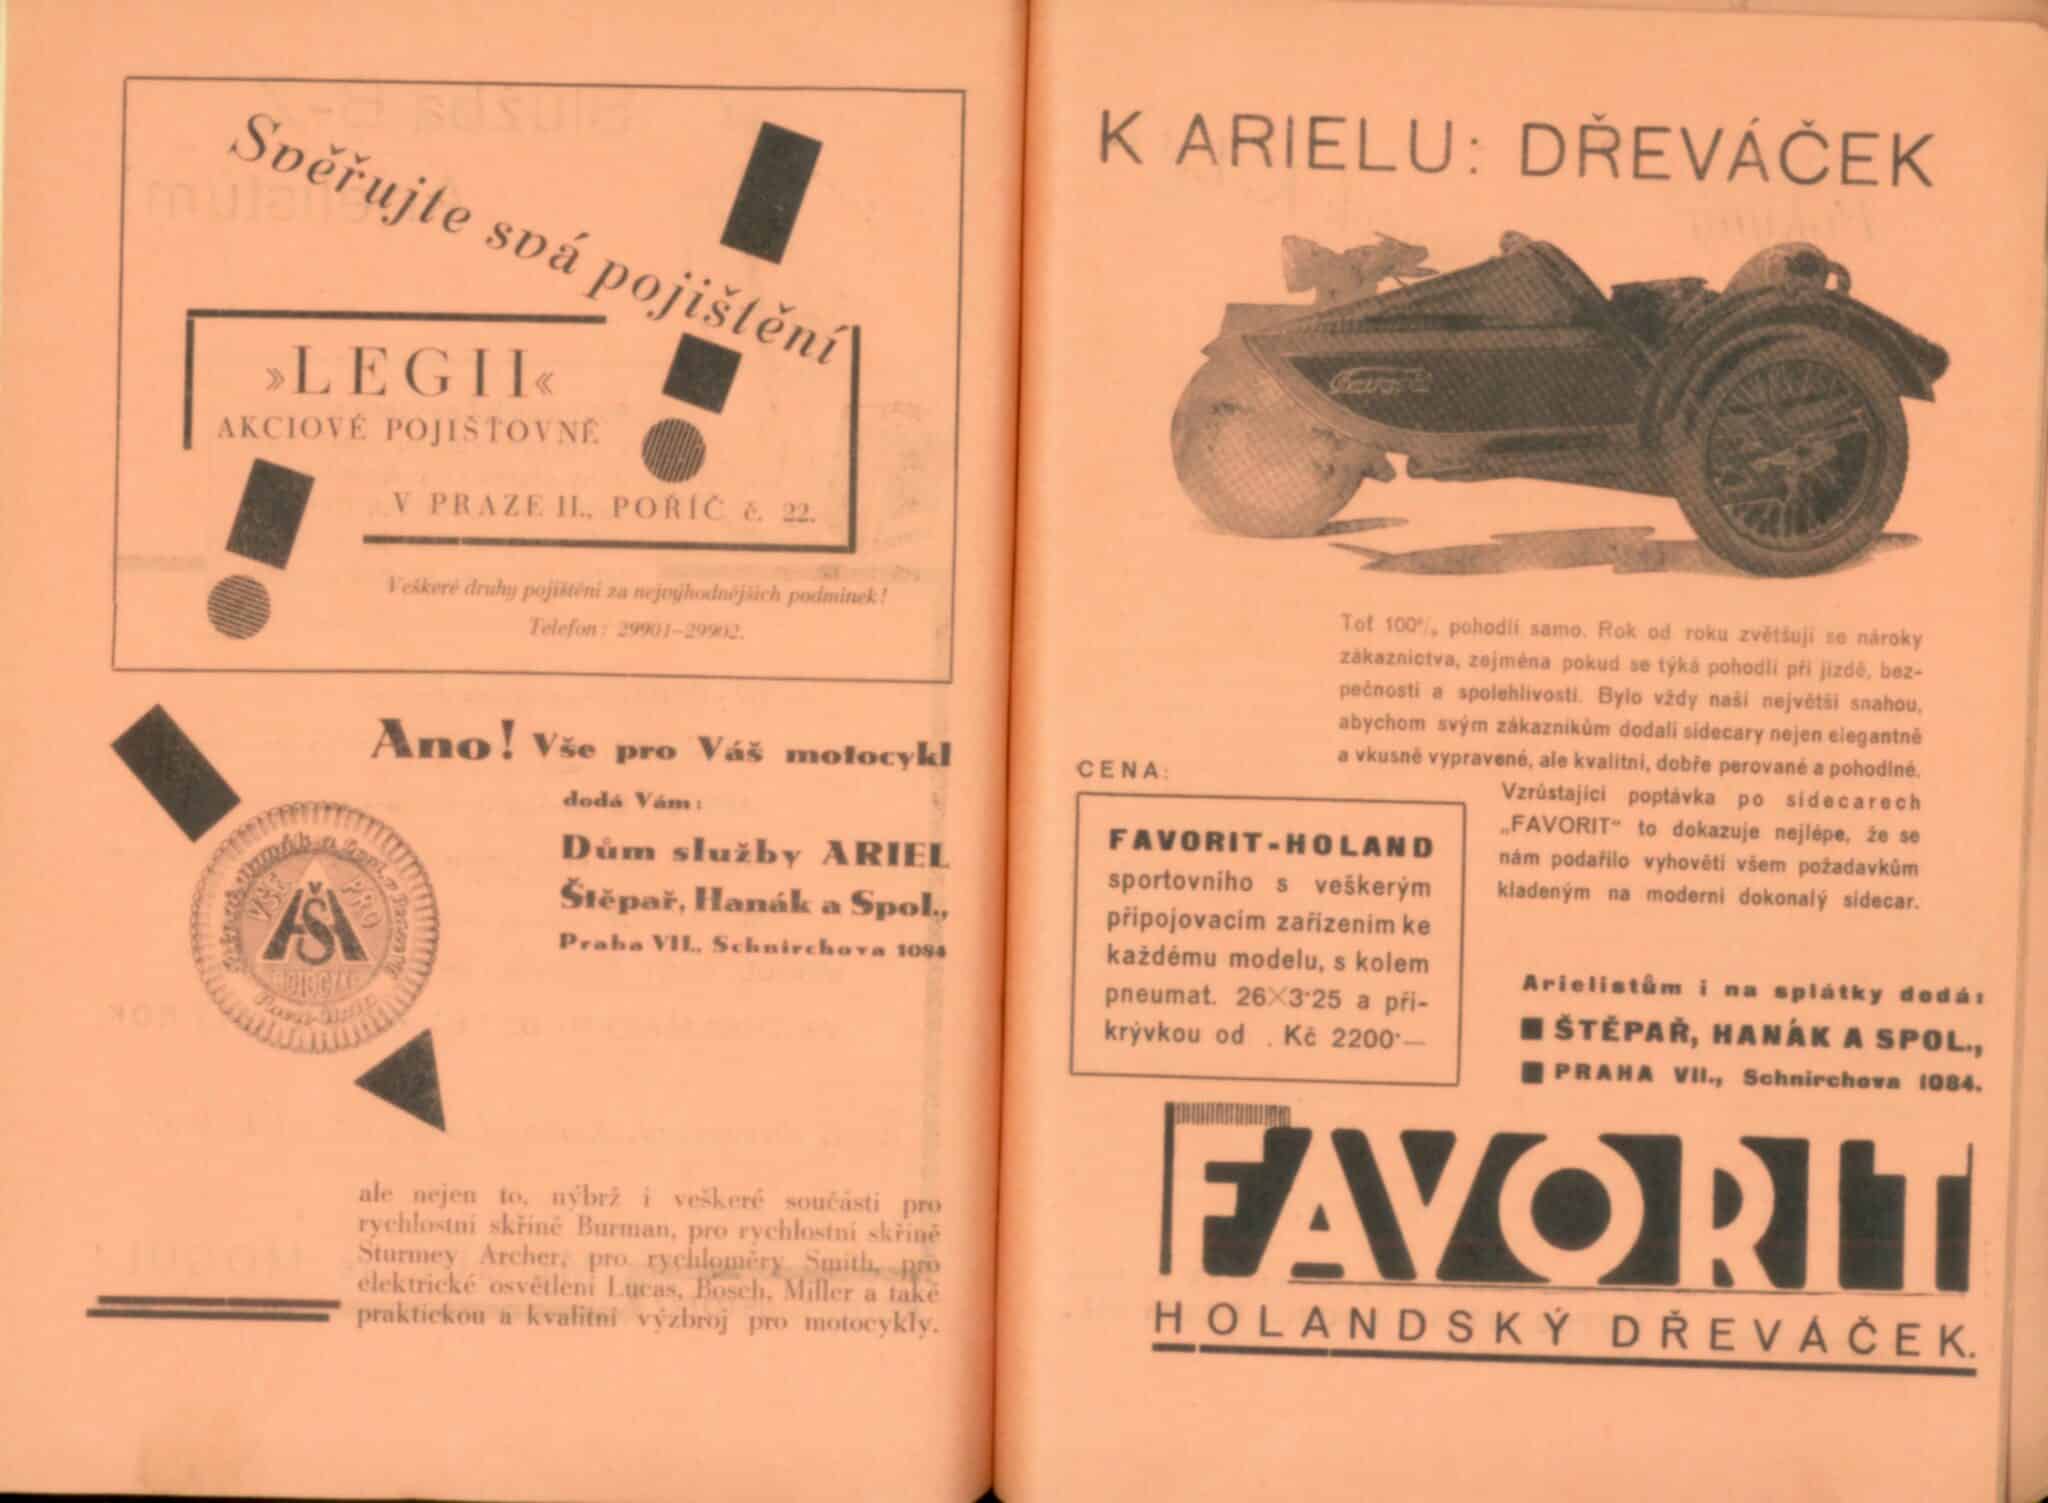 Svěřujte svá pojištění
»LEGII«
AKCIOVÉ POJIŠŤOVNĚ
V PRAZE II., POŘÍČ č. 22.
Veškeré druhy pojištění za nejvýhodnějších podmínek!
Telefon: 29901–29902.
Ano! Vše pro Váš motocykl
dodá Vám:
Dům služby ARIEL
Štěpař, Hanák a Spol.,
Praha VII., Schnirchova 1084
VŠE PRO
AŠA
MOTOCYKL
ale nejen to, nýbrž i veškeré součásti pro
rychlostní skříně Burman, pro rychlostní skříně
Sturmey Archer, pro rychloměry Smith, pro
elektrické osvětlení Lucas, Bosch, Miller a také
praktickou a kvalitní výzbroj pro motocykly.
K ARIELU: DŘEVÁČEK
Favorit
Toť 100% pohodlí samo. Rok od roku zvětšují se nároky
zákaznictva, zejména pokud se týká pohodlí při jízdě, bez-
pečnosti a spolehlivosti. Bylo vždy naší největší snahou,
abychom svým zákazníkům dodali sidecary nejen elegantně
a vkusně vypravené, ale kvalitní, dobře perované a pohodlné.
Vzrůstající poptávka po sidecarech
„FAVORIT“ to dokazuje nejlépe, že se
nám podařilo vyhověti všem požadavkům
kladeným na moderní dokonalý sidecar.
CENA:
FAVORIT-HOLAND
sportovního s veškerým
připojovacím zařízením ke
každému modelu, s kolem
pneumat. 26×3·25 a při-
krývkou od . Kč 2200·—
Arielistům i na splátky dodá:
■ ŠTĚPAŘ, HANÁK A SPOL.,
■ PRAHA VII., Schnirchova 1084.
FAVORIT
HOLANDSKÝ DŘEVÁČEK.